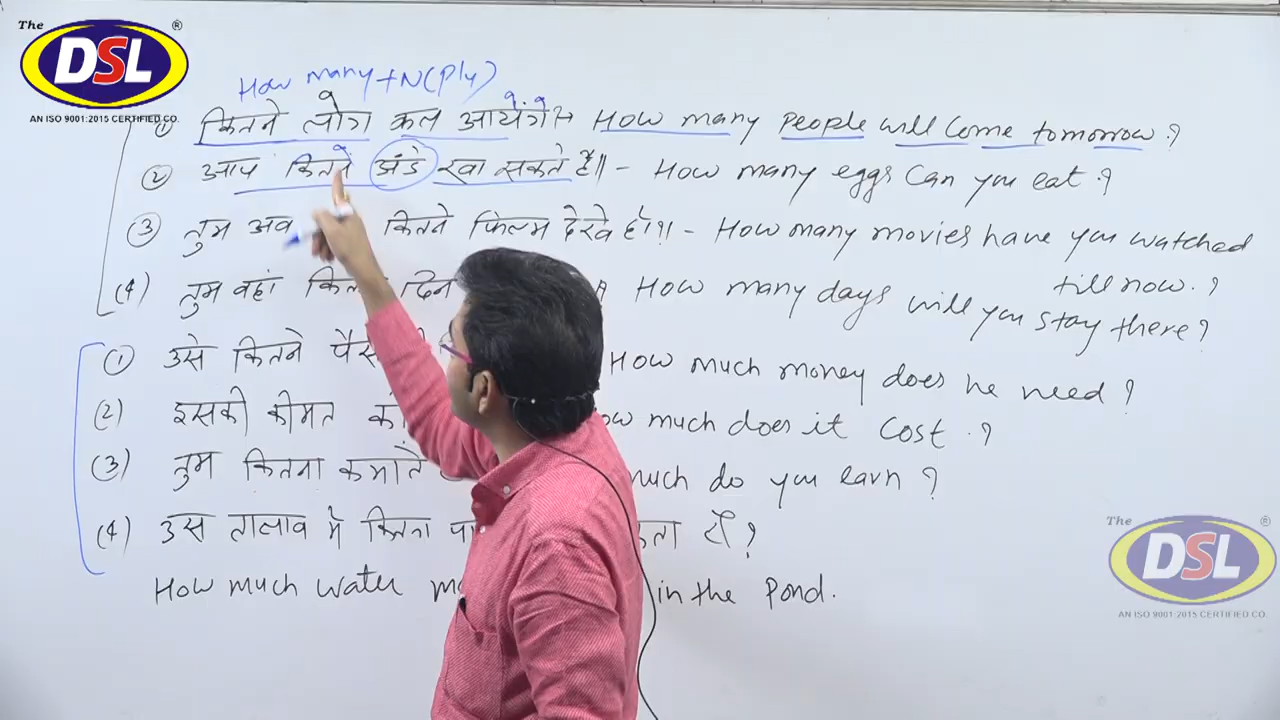 The DSL ®
AN ISO 9001:2015 CERTIFIED CO.
How many + N(Ply)
(1) कितने लोग कल आयेंगे :- How many people will come tomorrow ?
(2) आप कितने अंडे खा सकते हैं॥ - How many eggs can you eat ?
(3) तुम अब कितने फिल्म देखे हो?॥ - How many movies have you watched
till now. ?
(4) तुम वहां दिन How many days will you stay there ?
(1) उसे कितने How much money does he need ?
(2) इसकी कीमत much does it cost . ?
(3) तुम कितना कमाते much do you earn ?
(4) उस तालाब में कितना हो ?
How much water in the Pond.
The DSL ®
AN ISO 9001:2015 CERTIFIED CO.